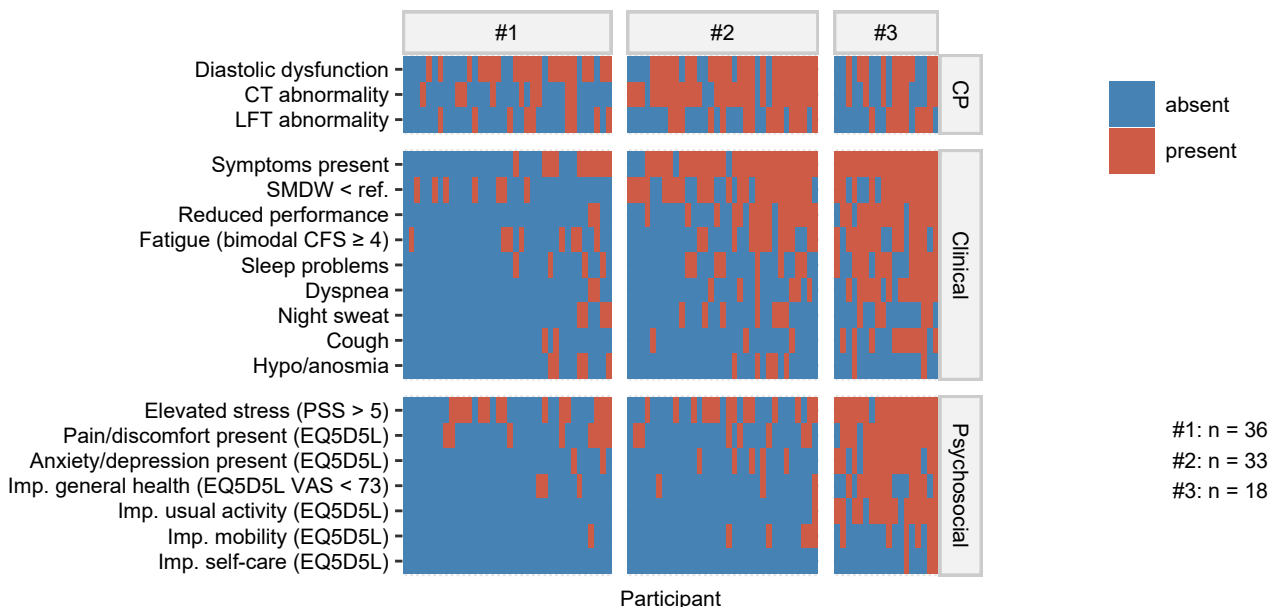 #1
#2
#3
Diastolic dysfunction
CT abnormality
LFT abnormality
CP
absent
present
Symptoms present
SMDW < ref.
Reduced performance
Fatigue (bimodal CFS ≥ 4)
Sleep problems
Dyspnea
Night sweat
Cough
Hypo/anosmia
Clinical
Elevated stress (PSS > 5)
Pain/discomfort present (EQ5D5L)
Anxiety/depression present (EQ5D5L)
Imp. general health (EQ5D5L VAS < 73)
Imp. usual activity (EQ5D5L)
Imp. mobility (EQ5D5L)
Imp. self-care (EQ5D5L)
Psychosocial
#1: n = 36
#2: n = 33
#3: n = 18
Participant